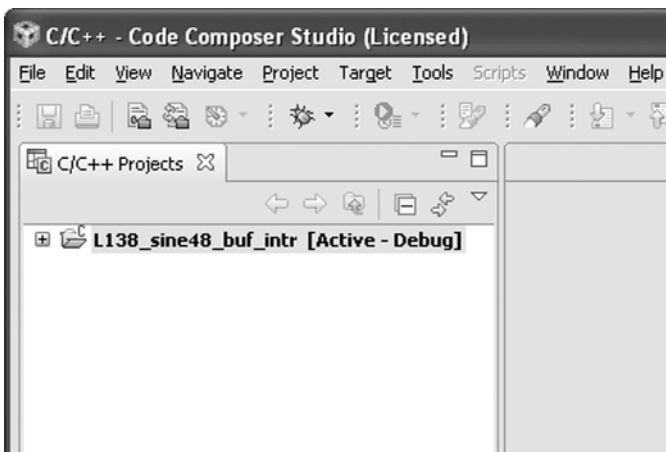 C/C++ - Code Composer Studio (Licensed)
File Edit View Navigate Project Target Tools Scripts Window Help
C/C++ Projects
L138_sine48_buf_intr [Active - Debug]